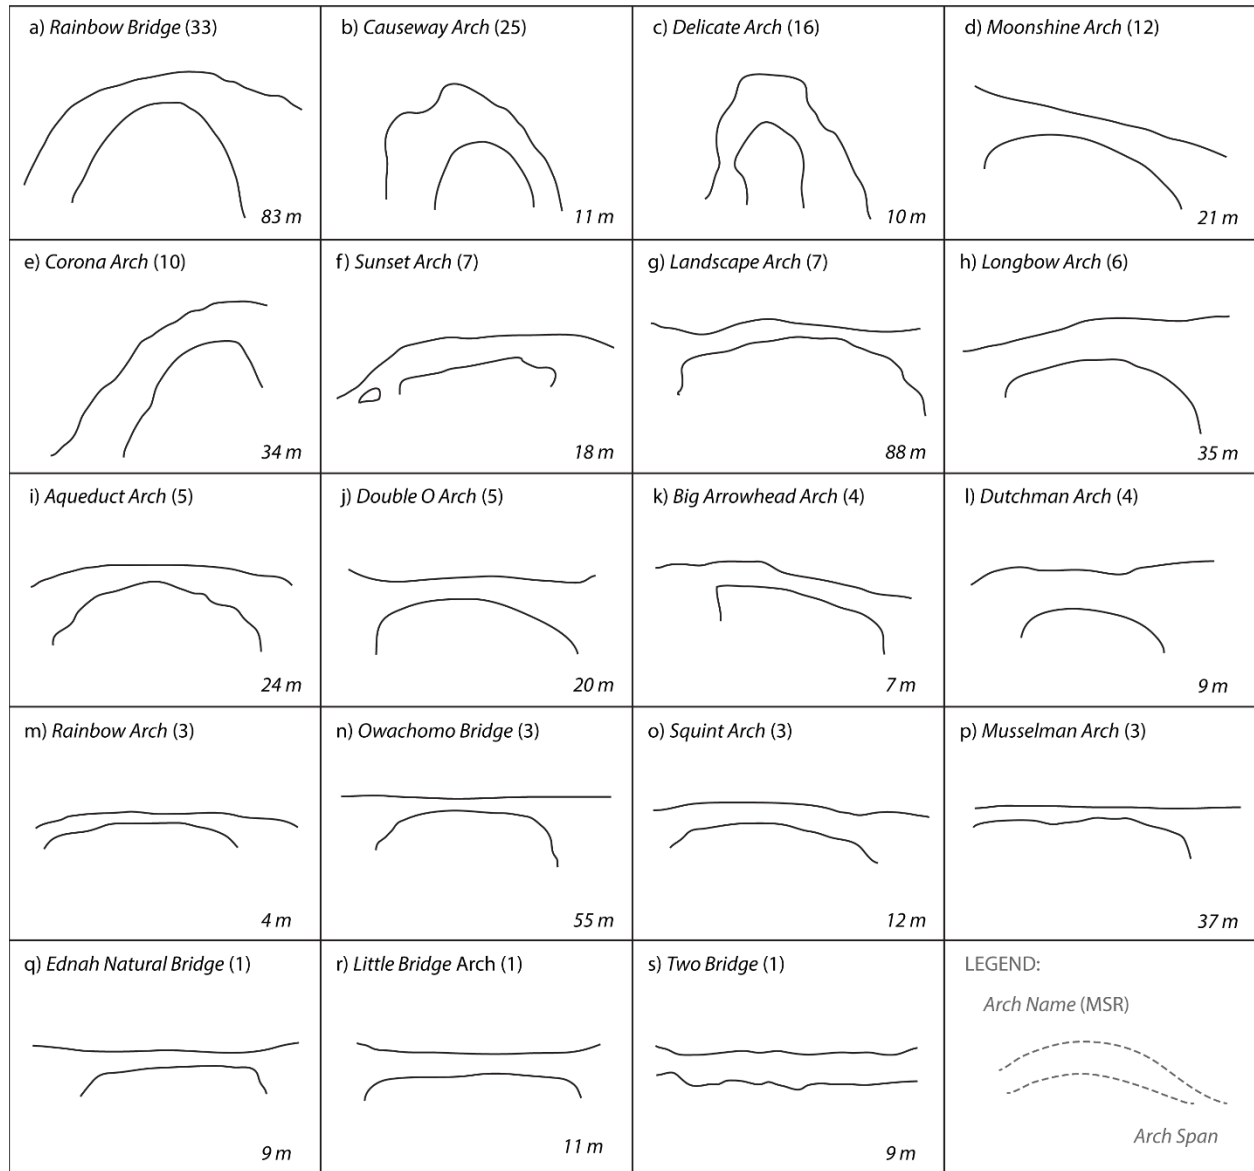 a) Rainbow Bridge (33)
83 m
b) Causeway Arch (25)
11 m
c) Delicate Arch (16)
10 m
d) Moonshine Arch (12)
21 m
e) Corona Arch (10)
34 m
f) Sunset Arch (7)
18 m
g) Landscape Arch (7)
88 m
h) Longbow Arch (6)
35 m
i) Aqueduct Arch (5)
24 m
j) Double O Arch (5)
20 m
k) Big Arrowhead Arch (4)
7 m
l) Dutchman Arch (4)
9 m
m) Rainbow Arch (3)
4 m
n) Owachomo Bridge (3)
55 m
o) Squint Arch (3)
12 m
p) Musselman Arch (3)
37 m
q) Ednah Natural Bridge (1)
9 m
r) Little Bridge Arch (1)
11 m
s) Two Bridge (1)
9 m
LEGEND:
Arch Name (MSR)
Arch Span